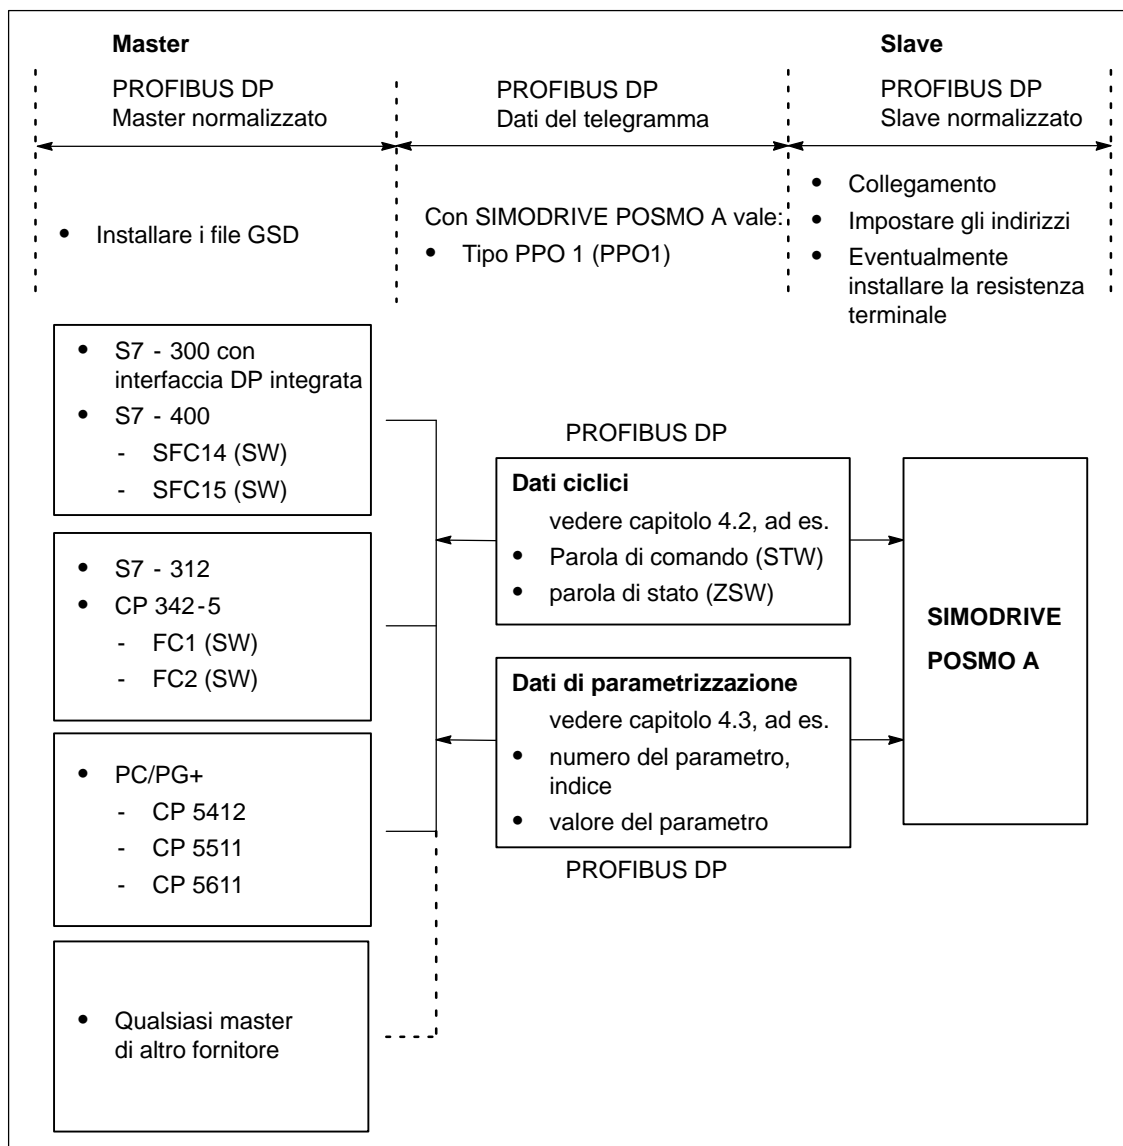 Master
PROFIBUS DP
Master normalizzato
PROFIBUS DP
Dati del telegramma
Slave
PROFIBUS DP
Slave normalizzato
• Installare i file GSD
Con SIMODRIVE POSMO A vale:
• Tipo PPO 1 (PPO1)
• Collegamento
• Impostare gli indirizzi
• Eventualmente
installare la resistenza
terminale
• S7 - 300 con
interfaccia DP integrata
• S7 - 400
- SFC14 (SW)
- SFC15 (SW)
• S7 - 312
• CP 342-5
- FC1 (SW)
- FC2 (SW)
• PC/PG+
- CP 5412
- CP 5511
- CP 5611
• Qualsiasi master
di altro fornitore
PROFIBUS DP
Dati ciclici
vedere capitolo 4.2, ad es.
• Parola di comando (STW)
• parola di stato (ZSW)
Dati di parametrizzazione
vedere capitolo 4.3, ad es.
• numero del parametro,
indice
• valore del parametro
PROFIBUS DP
SIMODRIVE
POSMO A